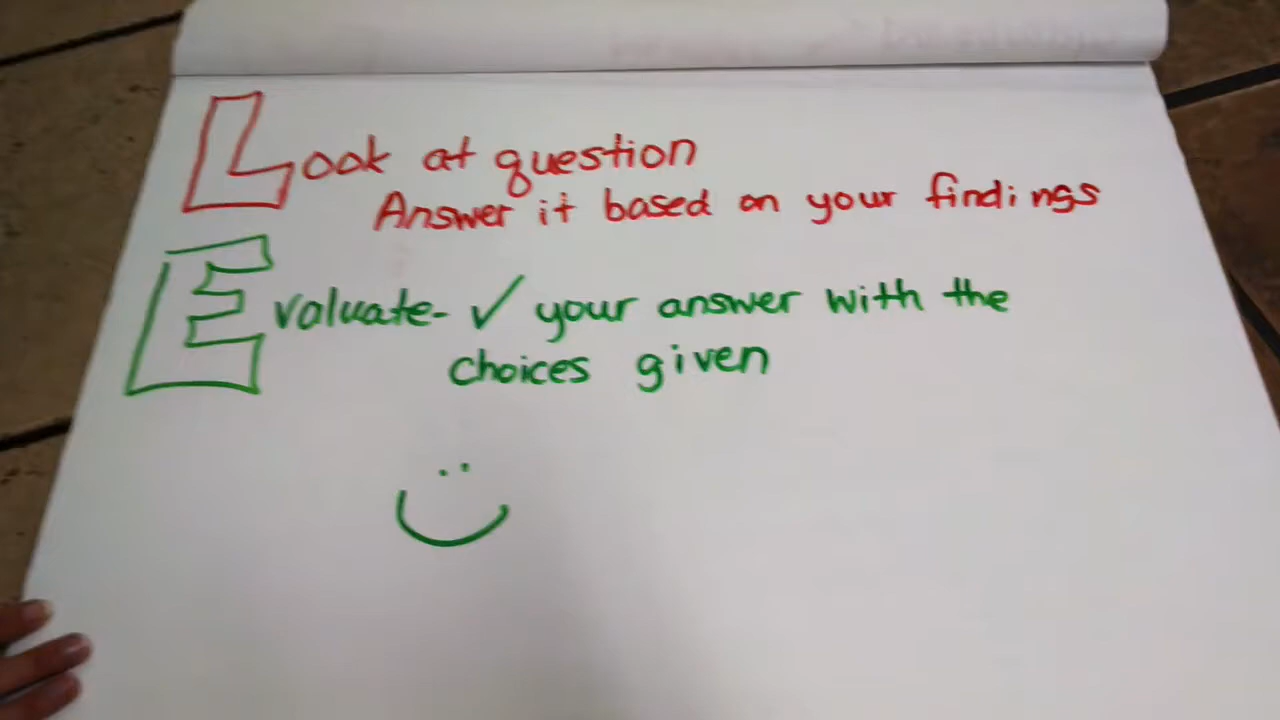 Look at question
Answer it based on your findings
Evaluate- ✓ your answer with the
choices given